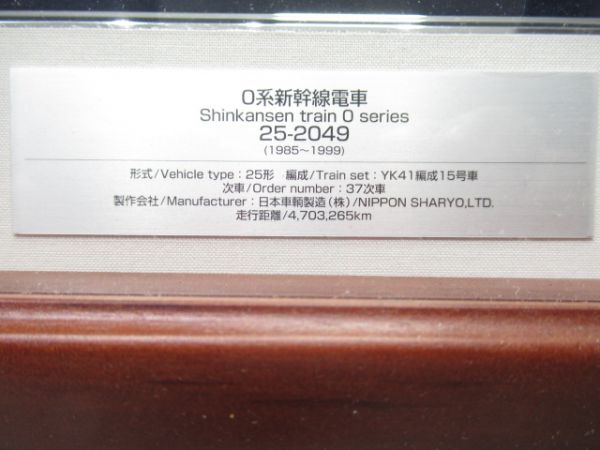 0系新幹線電車
Shinkansen train 0 series
25-2049
(1985～1999)
形式/Vehicle type：25形　編成/Train set：YK41編成15号車
次車/Order number：37次車
製作会社/Manufacturer：日本車輌製造(株)/NIPPON SHARYO,LTD.
走行距離/4,703,265km